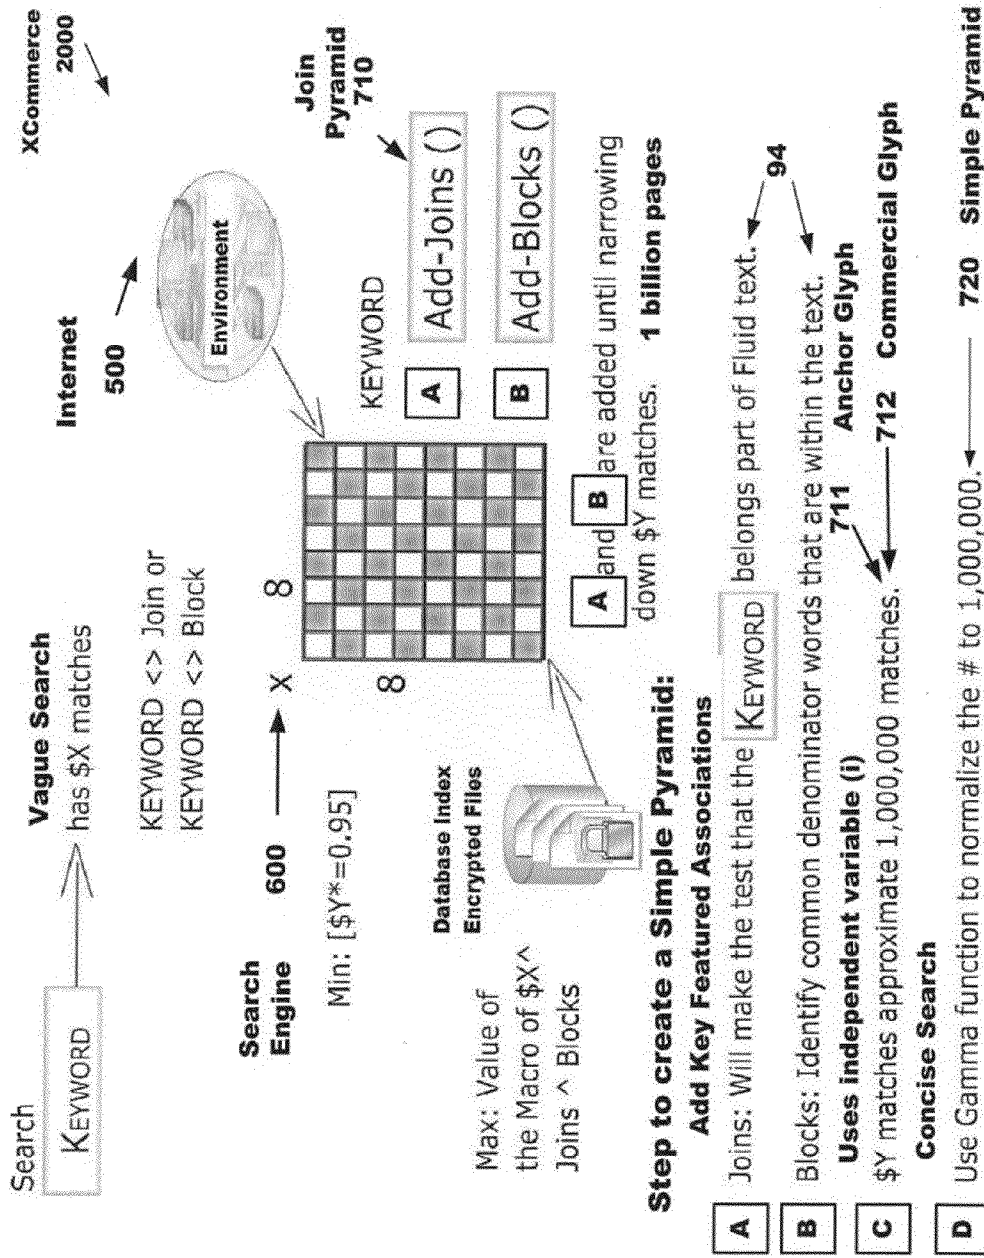 Search
KEYWORD
Vague Search
has $X matches
KEYWORD <> Join or
KEYWORD <> Block
Internet
500
XCommerce
2000
Environment
Search
Engine
600
X
8
8
Min: [$Y*=0.95]
Database Index
Encrypted Files
Max: Value of
the Macro of $X^
Joins ^ Blocks
Join
Pyramid
710
KEYWORD
A Add-Joins ()
B Add-Blocks ()
A and B are added until narrowing
down $Y matches. 1 billion pages
Step to create a Simple Pyramid:
Add Key Featured Associations
A Joins: Will make the test that the KEYWORD belongs part of Fluid text.
94
B Blocks: Identify common denominator words that are within the text.
Uses independent variable (i)
711 Anchor Glyph
C $Y matches approximate 1,000,000 matches.
712 Commercial Glyph
Concise Search
D Use Gamma function to normalize the # to 1,000,000.
720 Simple Pyramid